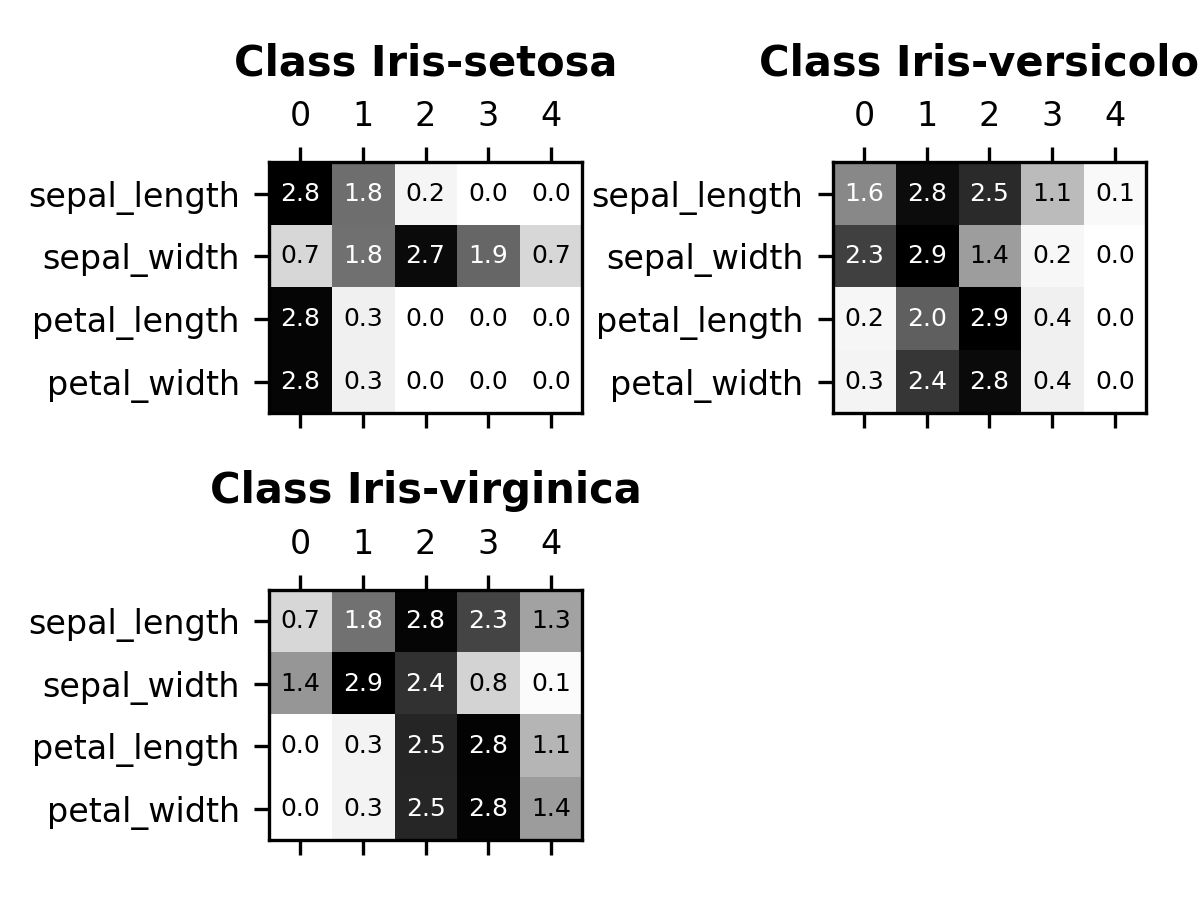 Class Iris-setosa
0 1 2 3 4
sepal_length 2.8 1.8 0.2 0.0 0.0
sepal_width 0.7 1.8 2.7 1.9 0.7
petal_length 2.8 0.3 0.0 0.0 0.0
petal_width 2.8 0.3 0.0 0.0 0.0
Class Iris-versicolo
0 1 2 3 4
sepal_length 1.6 2.8 2.5 1.1 0.1
sepal_width 2.3 2.9 1.4 0.2 0.0
petal_length 0.2 2.0 2.9 0.4 0.0
petal_width 0.3 2.4 2.8 0.4 0.0
Class Iris-virginica
0 1 2 3 4
sepal_length 0.7 1.8 2.8 2.3 1.3
sepal_width 1.4 2.9 2.4 0.8 0.1
petal_length 0.0 0.3 2.5 2.8 1.1
petal_width 0.0 0.3 2.5 2.8 1.4